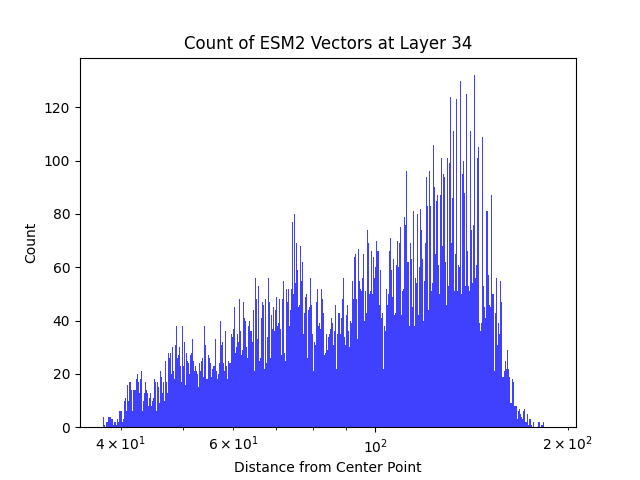 Count of ESM2 Vectors at Layer 34
120
100
80
60
40
20
0
Count
4 × 10¹
6 × 10¹
10²
2 × 10²
Distance from Center Point